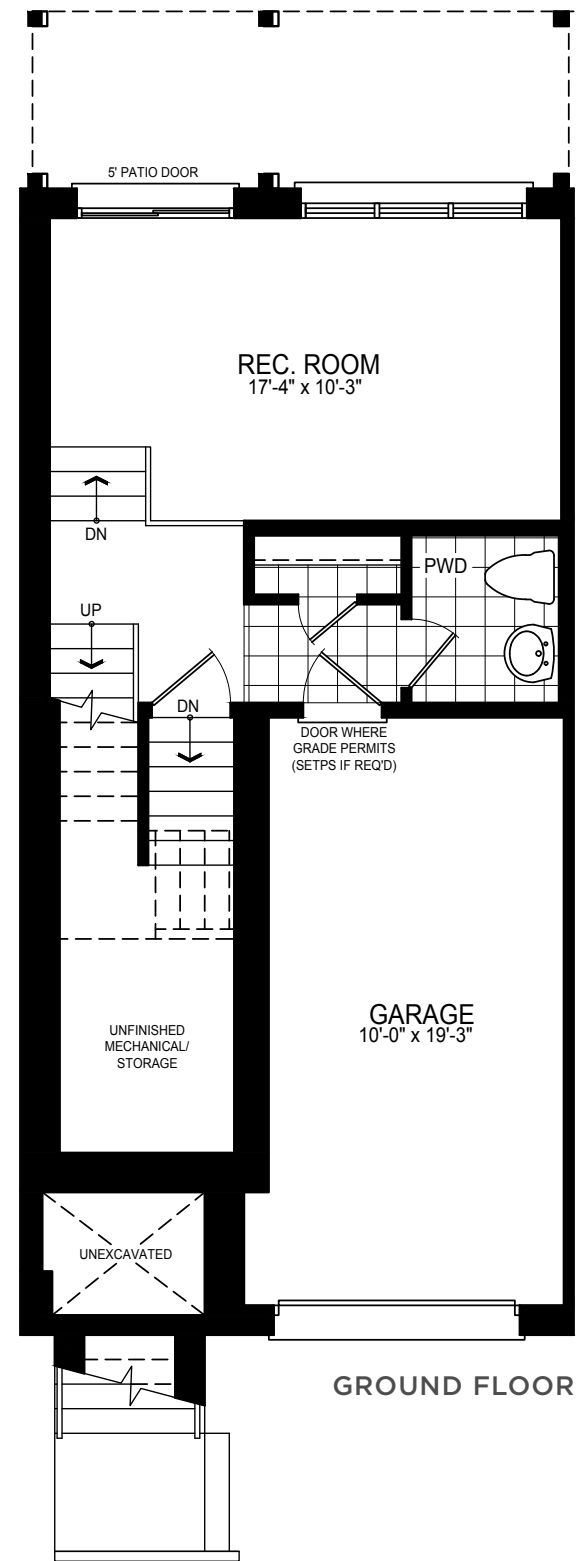 5' PATIO DOOR
REC. ROOM
17'-4" x 10'-3"
DN
PWD
UP
DN
DOOR WHERE
GRADE PERMITS
(SETPS IF REQ'D)
GARAGE
10'-0" x 19'-3"
UNFINISHED
MECHANICAL/
STORAGE
UNEXCAVATED
GROUND FLOOR